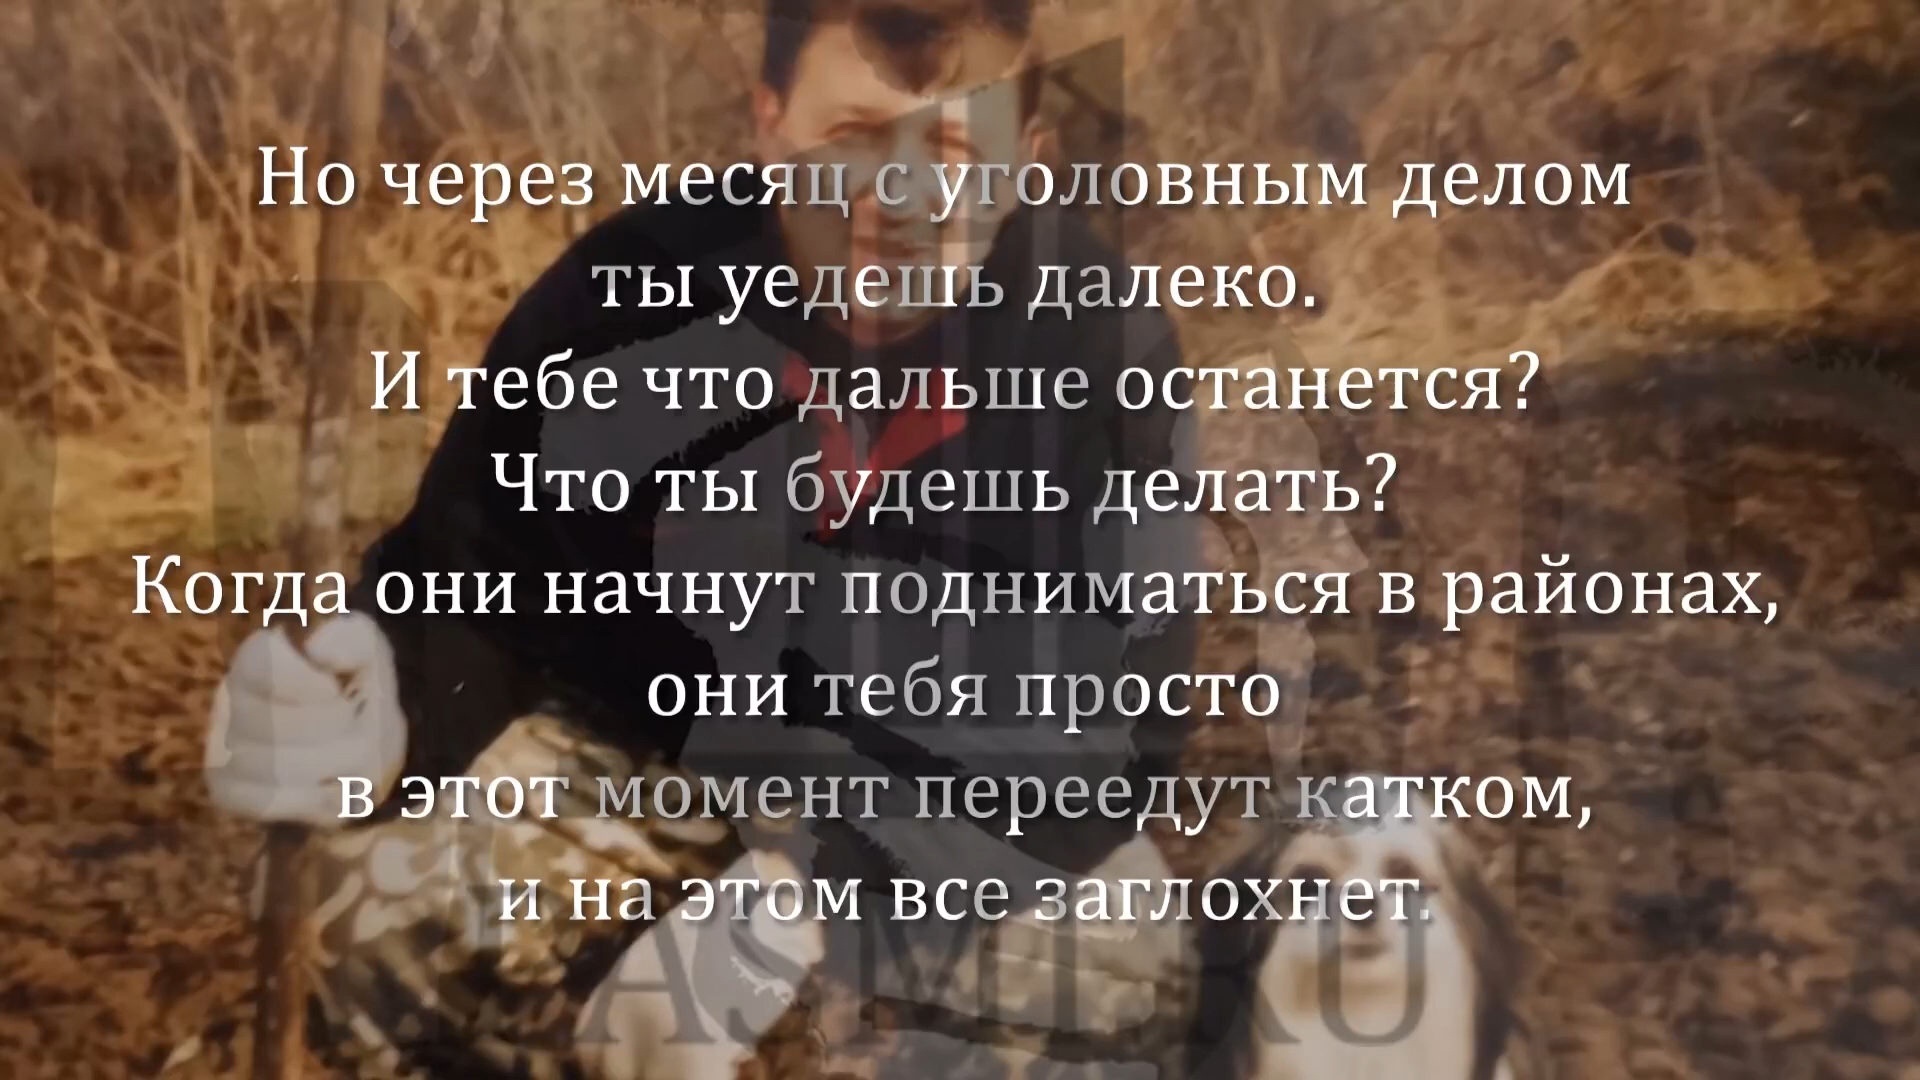 Но через месяц с уголовным делом
ты уедешь далеко.
И тебе что дальше останется?
Что ты будешь делать?
Когда они начнут подниматься в районах,
они тебя просто
в этот момент переедут катком,
и на этом все заглохнет.